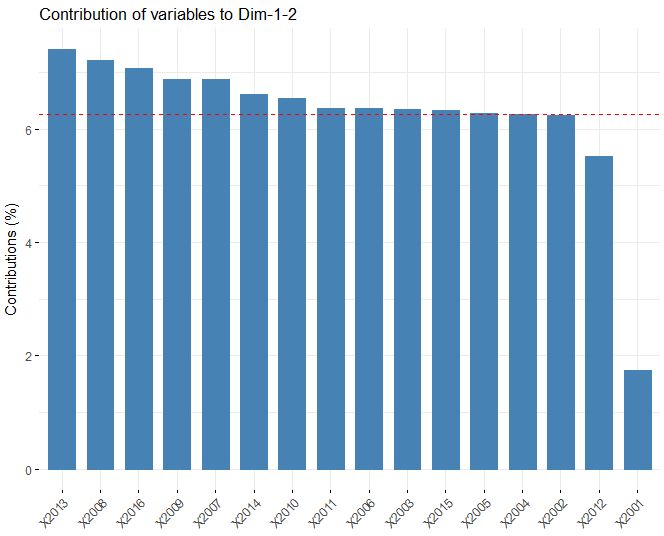 Contribution of variables to Dim-1-2
Contributions (%)
6
4
2
0
X2013 X2008 X2016 X2009 X2007 X2014 X2010 X2011 X2006 X2003 X2015 X2005 X2004 X2002 X2012 X2001